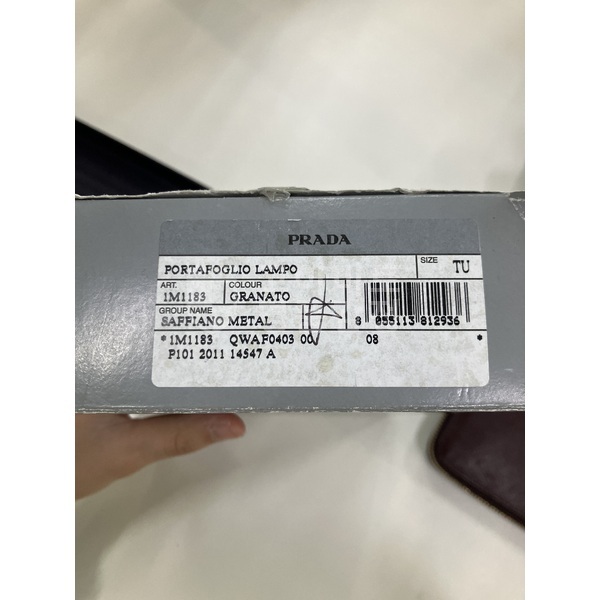 PRADA
PORTAFOGLIO LAMPO SIZE TU
ART. COLOUR
1M1183 GRANATO
GROUP NAME
SAFFIANO METAL 8 055113 812936
*1M1183 QWAF0403 00 08 *
P101 2011 14547 A